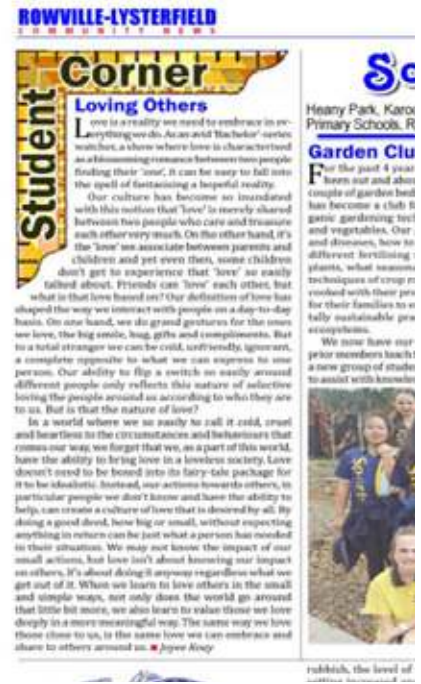 ROWVILLE-LYSTERFIELD
COMMUNITY NEWS
Student Corner
Loving Others
Love is a reality we need to embrace in ev-
erything we do. As an avid 'Bachelor'-series
watcher, a show where love is characterised
as a blossoming romance between two people
finding their 'one', it can be easy to fall into
the spell of fantasising a hopeful reality.
Our culture has become so inundated
with this notion that 'love' is merely shared
between two people who care and treasure
each other very much. On the other hand, it's
the 'love' we associate between parents and
children and yet even then, some children
don't get to experience that 'love' so easily
talked about. Friends can 'love' each other, but
what is that love based on? Our definition of love has
shaped the way we interact with people on a day-to-day
basis. On one hand, we do grand gestures for the ones
we love, the big smile, hug, gifts and compliments. But
to a total stranger we can be cold, unfriendly, ignorant,
a complete opposite to what we can express to one
person. Our ability to flip a switch so easily around
different people only reflects this nature of selective
loving the people around us according to who they are
to us. But is that the nature of love?
In a world where we so easily to call it cold, cruel
and heartless in the circumstances and behaviours that
comes our way, we forget that we, as a part of this world,
have the ability to bring love in a loveless society. Love
doesn't need to be boxed into its fairy-tale package for
it to be idealistic. Instead, our actions towards others, in
particular people we don't know and have the ability to
help, can create a culture of love that is desired by all. By
doing a good deed, how big or small, without expecting
anything in return can be just what a person has needed
in their situation. We may not know the impact of our
small actions, but love isn't about knowing our impact
on others, it's about doing it anyway regardless what we
get out of it. When we learn to love others in the small
and simple ways, not only does the world go around
that little bit more, we also learn to value those we love
deeply in a more meaningful way. The same way we love
those close to us, is the same love we can embrace and
share to others around us. ■ Joyee Koay
Heany Park, Karoo
Primary Schools, R
Garden Clu
For the past 4 year
been out and abou
couple of garden bed
has become a club f
ganic gardening tech
and vegetables. Our
and diseases, how to
different fertilising
plants, what season
techniques of crop r
cooked with their pr
for their families to e
tally sustainable pra
ecosystems.
We now have our
prior members teach t
a new group of stude
to assist with knowle
rubbish, the level of